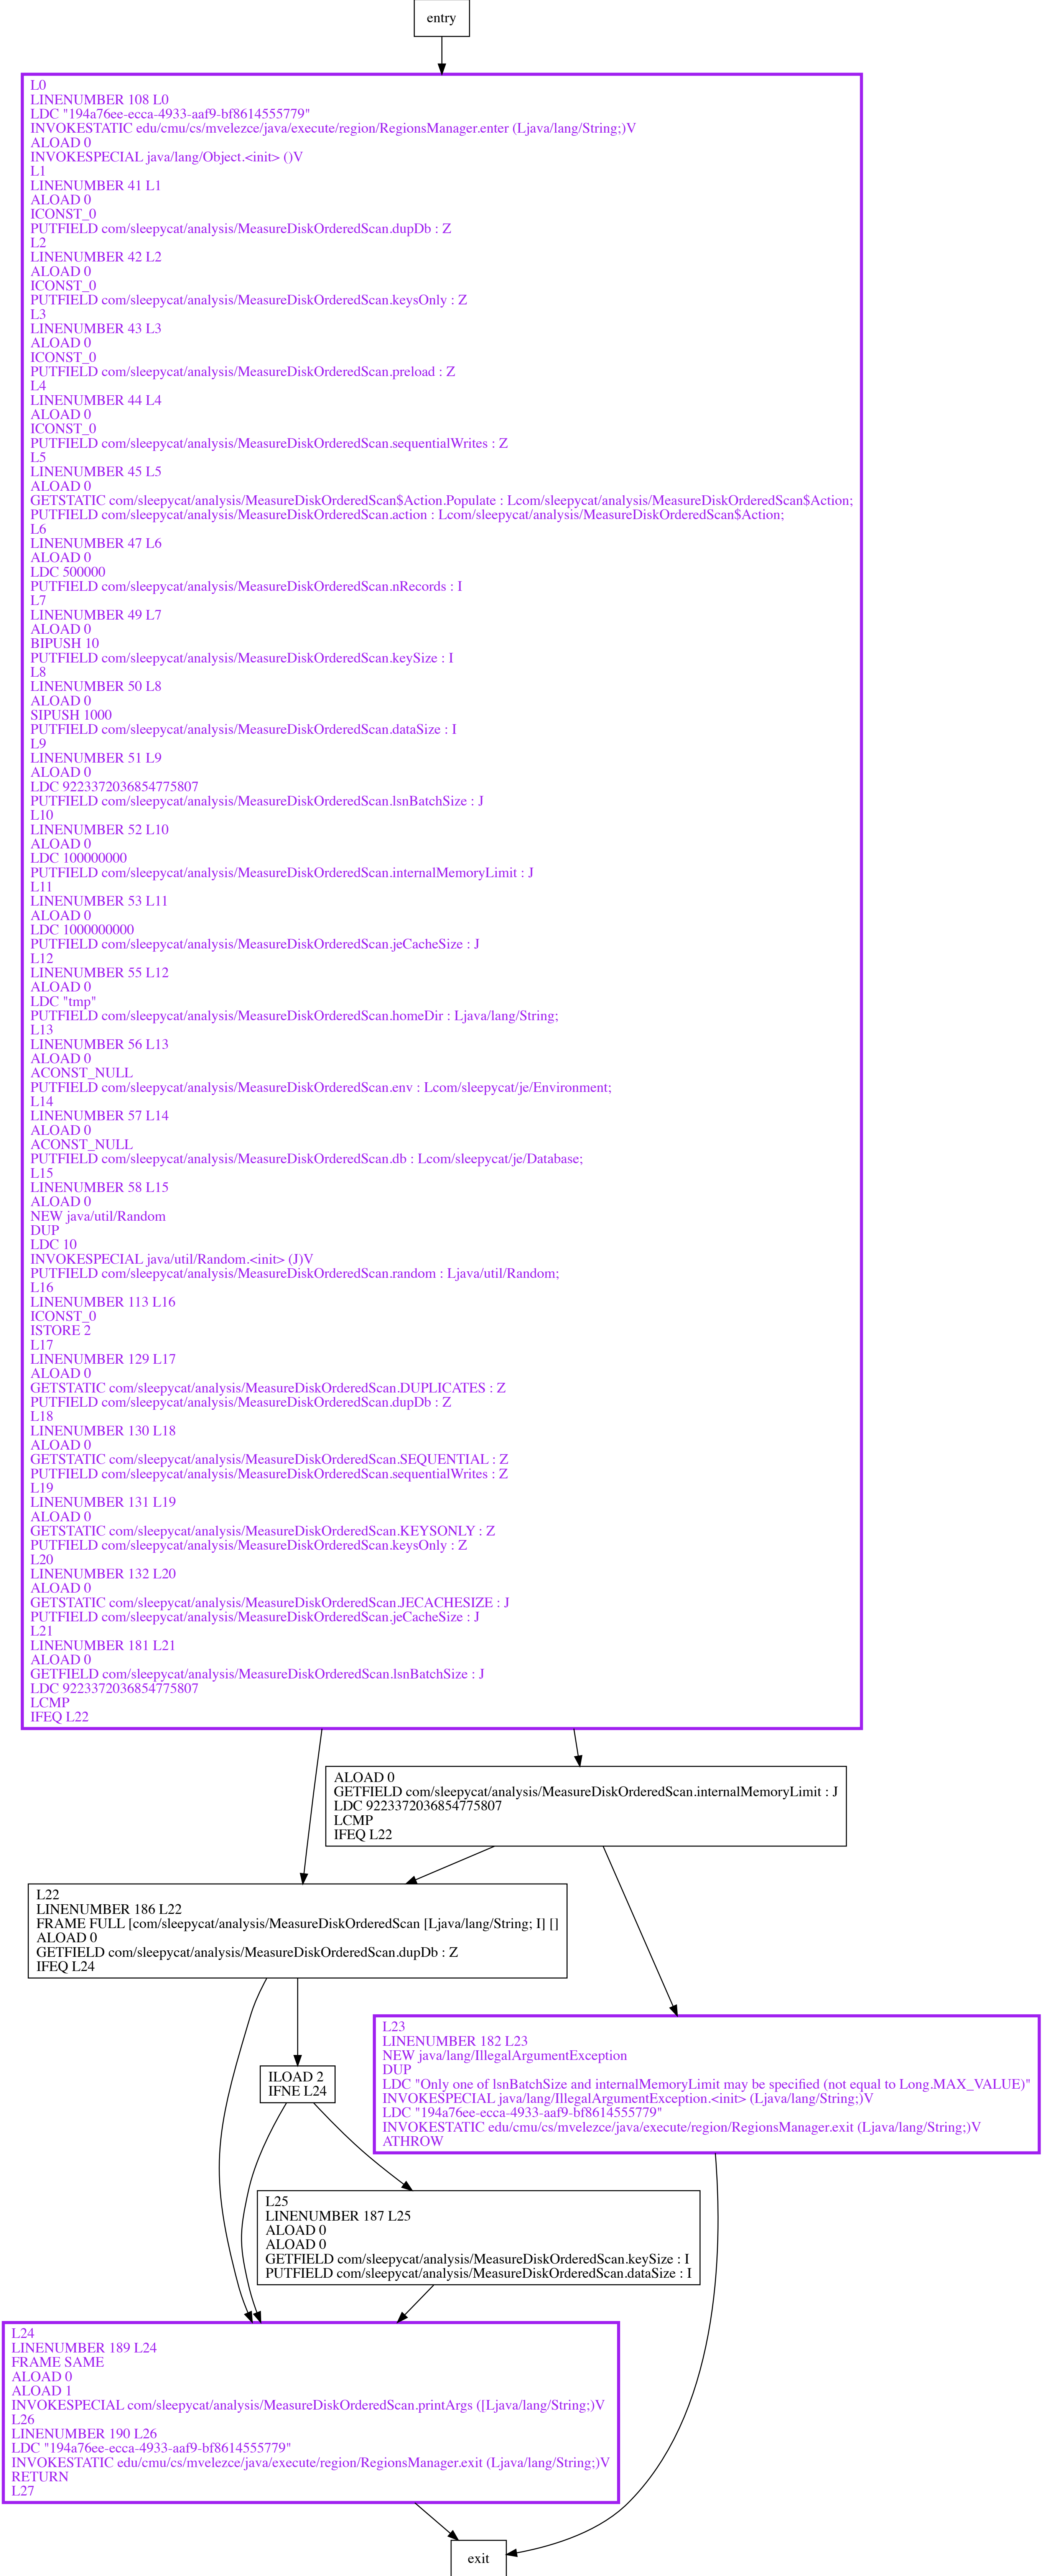 entry
L0
LINENUMBER 108 L0
LDC "194a76ee-ecca-4933-aaf9-bf8614555779"
INVOKESTATIC edu/cmu/cs/mvelezce/java/execute/region/RegionsManager.enter (Ljava/lang/String;)V
ALOAD 0
INVOKESPECIAL java/lang/Object.<init> ()V
L1
LINENUMBER 41 L1
ALOAD 0
ICONST_0
PUTFIELD com/sleepycat/analysis/MeasureDiskOrderedScan.dupDb : Z
L2
LINENUMBER 42 L2
ALOAD 0
ICONST_0
PUTFIELD com/sleepycat/analysis/MeasureDiskOrderedScan.keysOnly : Z
L3
LINENUMBER 43 L3
ALOAD 0
ICONST_0
PUTFIELD com/sleepycat/analysis/MeasureDiskOrderedScan.preload : Z
L4
LINENUMBER 44 L4
ALOAD 0
ICONST_0
PUTFIELD com/sleepycat/analysis/MeasureDiskOrderedScan.sequentialWrites : Z
L5
LINENUMBER 45 L5
ALOAD 0
GETSTATIC com/sleepycat/analysis/MeasureDiskOrderedScan$Action.Populate : Lcom/sleepycat/analysis/MeasureDiskOrderedScan$Action;
PUTFIELD com/sleepycat/analysis/MeasureDiskOrderedScan.action : Lcom/sleepycat/analysis/MeasureDiskOrderedScan$Action;
L6
LINENUMBER 47 L6
ALOAD 0
LDC 500000
PUTFIELD com/sleepycat/analysis/MeasureDiskOrderedScan.nRecords : I
L7
LINENUMBER 49 L7
ALOAD 0
BIPUSH 10
PUTFIELD com/sleepycat/analysis/MeasureDiskOrderedScan.keySize : I
L8
LINENUMBER 50 L8
ALOAD 0
SIPUSH 1000
PUTFIELD com/sleepycat/analysis/MeasureDiskOrderedScan.dataSize : I
L9
LINENUMBER 51 L9
ALOAD 0
LDC 9223372036854775807
PUTFIELD com/sleepycat/analysis/MeasureDiskOrderedScan.lsnBatchSize : J
L10
LINENUMBER 52 L10
ALOAD 0
LDC 100000000
PUTFIELD com/sleepycat/analysis/MeasureDiskOrderedScan.internalMemoryLimit : J
L11
LINENUMBER 53 L11
ALOAD 0
LDC 1000000000
PUTFIELD com/sleepycat/analysis/MeasureDiskOrderedScan.jeCacheSize : J
L12
LINENUMBER 55 L12
ALOAD 0
LDC "tmp"
PUTFIELD com/sleepycat/analysis/MeasureDiskOrderedScan.homeDir : Ljava/lang/String;
L13
LINENUMBER 56 L13
ALOAD 0
ACONST_NULL
PUTFIELD com/sleepycat/analysis/MeasureDiskOrderedScan.env : Lcom/sleepycat/je/Environment;
L14
LINENUMBER 57 L14
ALOAD 0
ACONST_NULL
PUTFIELD com/sleepycat/analysis/MeasureDiskOrderedScan.db : Lcom/sleepycat/je/Database;
L15
LINENUMBER 58 L15
ALOAD 0
NEW java/util/Random
DUP
LDC 10
INVOKESPECIAL java/util/Random.<init> (J)V
PUTFIELD com/sleepycat/analysis/MeasureDiskOrderedScan.random : Ljava/util/Random;
L16
LINENUMBER 113 L16
ICONST_0
ISTORE 2
L17
LINENUMBER 129 L17
ALOAD 0
GETSTATIC com/sleepycat/analysis/MeasureDiskOrderedScan.DUPLICATES : Z
PUTFIELD com/sleepycat/analysis/MeasureDiskOrderedScan.dupDb : Z
L18
LINENUMBER 130 L18
ALOAD 0
GETSTATIC com/sleepycat/analysis/MeasureDiskOrderedScan.SEQUENTIAL : Z
PUTFIELD com/sleepycat/analysis/MeasureDiskOrderedScan.sequentialWrites : Z
L19
LINENUMBER 131 L19
ALOAD 0
GETSTATIC com/sleepycat/analysis/MeasureDiskOrderedScan.KEYSONLY : Z
PUTFIELD com/sleepycat/analysis/MeasureDiskOrderedScan.keysOnly : Z
L20
LINENUMBER 132 L20
ALOAD 0
GETSTATIC com/sleepycat/analysis/MeasureDiskOrderedScan.JECACHESIZE : J
PUTFIELD com/sleepycat/analysis/MeasureDiskOrderedScan.jeCacheSize : J
L21
LINENUMBER 181 L21
ALOAD 0
GETFIELD com/sleepycat/analysis/MeasureDiskOrderedScan.lsnBatchSize : J
LDC 9223372036854775807
LCMP
IFEQ L22
ALOAD 0
GETFIELD com/sleepycat/analysis/MeasureDiskOrderedScan.internalMemoryLimit : J
LDC 9223372036854775807
LCMP
IFEQ L22
L22
LINENUMBER 186 L22
FRAME FULL [com/sleepycat/analysis/MeasureDiskOrderedScan [Ljava/lang/String; I] []
ALOAD 0
GETFIELD com/sleepycat/analysis/MeasureDiskOrderedScan.dupDb : Z
IFEQ L24
L23
LINENUMBER 182 L23
NEW java/lang/IllegalArgumentException
DUP
LDC "Only one of lsnBatchSize and internalMemoryLimit may be specified (not equal to Long.MAX_VALUE)"
INVOKESPECIAL java/lang/IllegalArgumentException.<init> (Ljava/lang/String;)V
LDC "194a76ee-ecca-4933-aaf9-bf8614555779"
INVOKESTATIC edu/cmu/cs/mvelezce/java/execute/region/RegionsManager.exit (Ljava/lang/String;)V
ATHROW
ILOAD 2
IFNE L24
L25
LINENUMBER 187 L25
ALOAD 0
ALOAD 0
GETFIELD com/sleepycat/analysis/MeasureDiskOrderedScan.keySize : I
PUTFIELD com/sleepycat/analysis/MeasureDiskOrderedScan.dataSize : I
L24
LINENUMBER 189 L24
FRAME SAME
ALOAD 0
ALOAD 1
INVOKESPECIAL com/sleepycat/analysis/MeasureDiskOrderedScan.printArgs ([Ljava/lang/String;)V
L26
LINENUMBER 190 L26
LDC "194a76ee-ecca-4933-aaf9-bf8614555779"
INVOKESTATIC edu/cmu/cs/mvelezce/java/execute/region/RegionsManager.exit (Ljava/lang/String;)V
RETURN
L27
exit